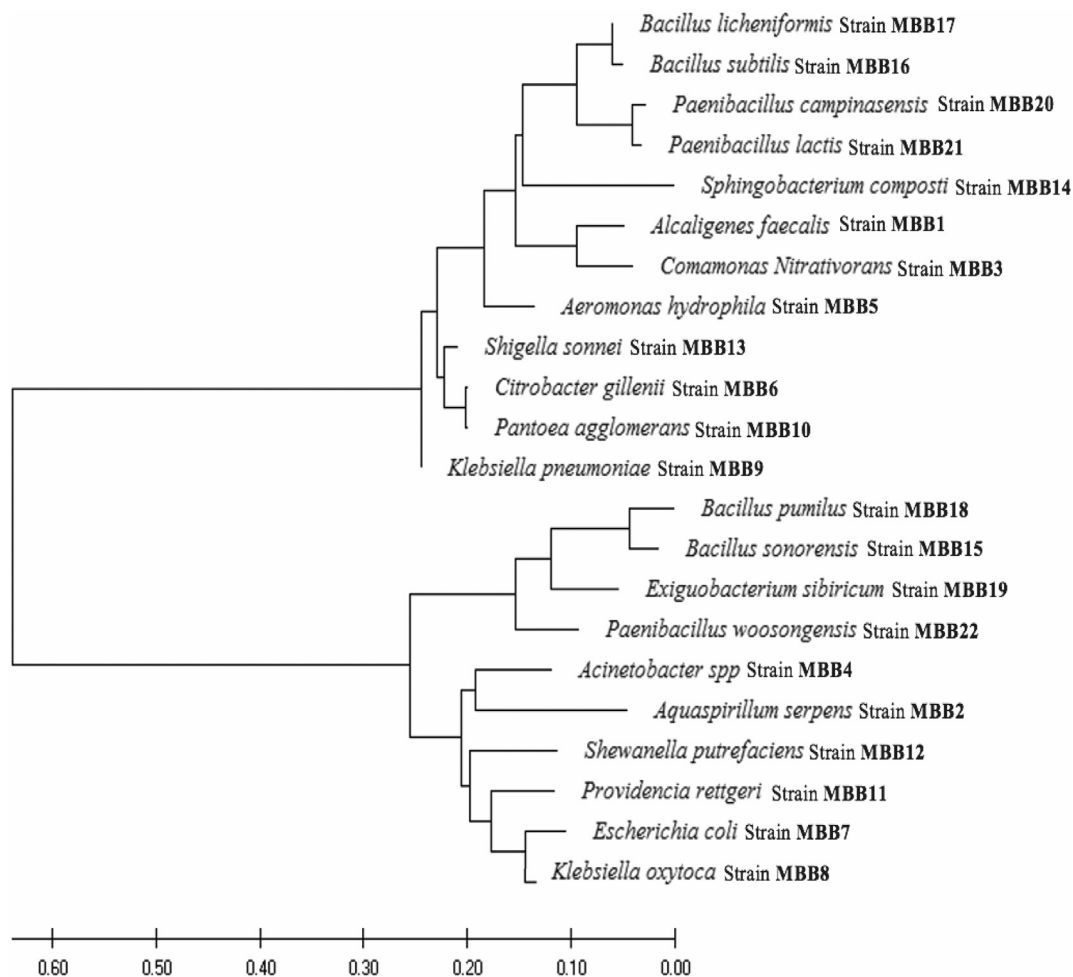 Bacillus licheniformis Strain MBB17
Bacillus subtilis Strain MBB16
Paenibacillus campinasensis Strain MBB20
Paenibacillus lactis Strain MBB21
Sphingobacterium composti Strain MBB14
Alcaligenes faecalis Strain MBB1
Comamonas Nitrativorans Strain MBB3
Aeromonas hydrophila Strain MBB5
Shigella sonnei Strain MBB13
Citrobacter gillenii Strain MBB6
Pantoea agglomerans Strain MBB10
Klebsiella pneumoniae Strain MBB9
Bacillus pumilus Strain MBB18
Bacillus sonorensis Strain MBB15
Exiguobacterium sibiricum Strain MBB19
Paenibacillus woosongensis Strain MBB22
Acinetobacter spp Strain MBB4
Aquaspirillum serpens Strain MBB2
Shewanella putrefaciens Strain MBB12
Providencia rettgeri Strain MBB11
Escherichia coli Strain MBB7
Klebsiella oxytoca Strain MBB8
0.60 0.50 0.40 0.30 0.20 0.10 0.00